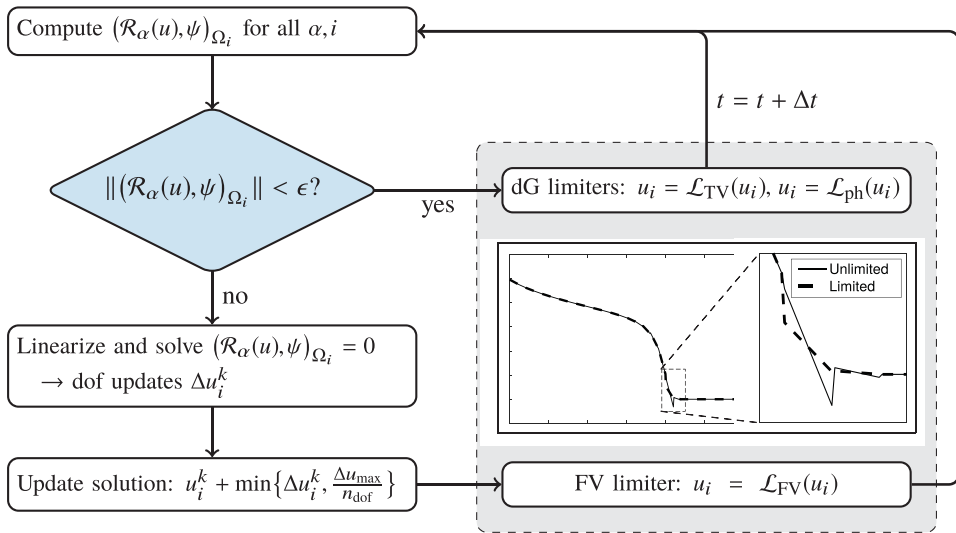 Compute (ℛ_α(u), ψ)_{Ω_i} for all α, i
t = t + Δt
‖(ℛ_α(u), ψ)_{Ω_i}‖ < ϵ?
yes
dG limiters: u_i = ℒ_TV(u_i), u_i = ℒ_ph(u_i)
no
Unlimited
Limited
Linearize and solve (ℛ_α(u), ψ)_{Ω_i} = 0
→ dof updates Δu_i^k
Update solution: u_i^k + min{Δu_i^k, Δu_max/n_dof}
FV limiter: u_i = ℒ_FV(u_i)